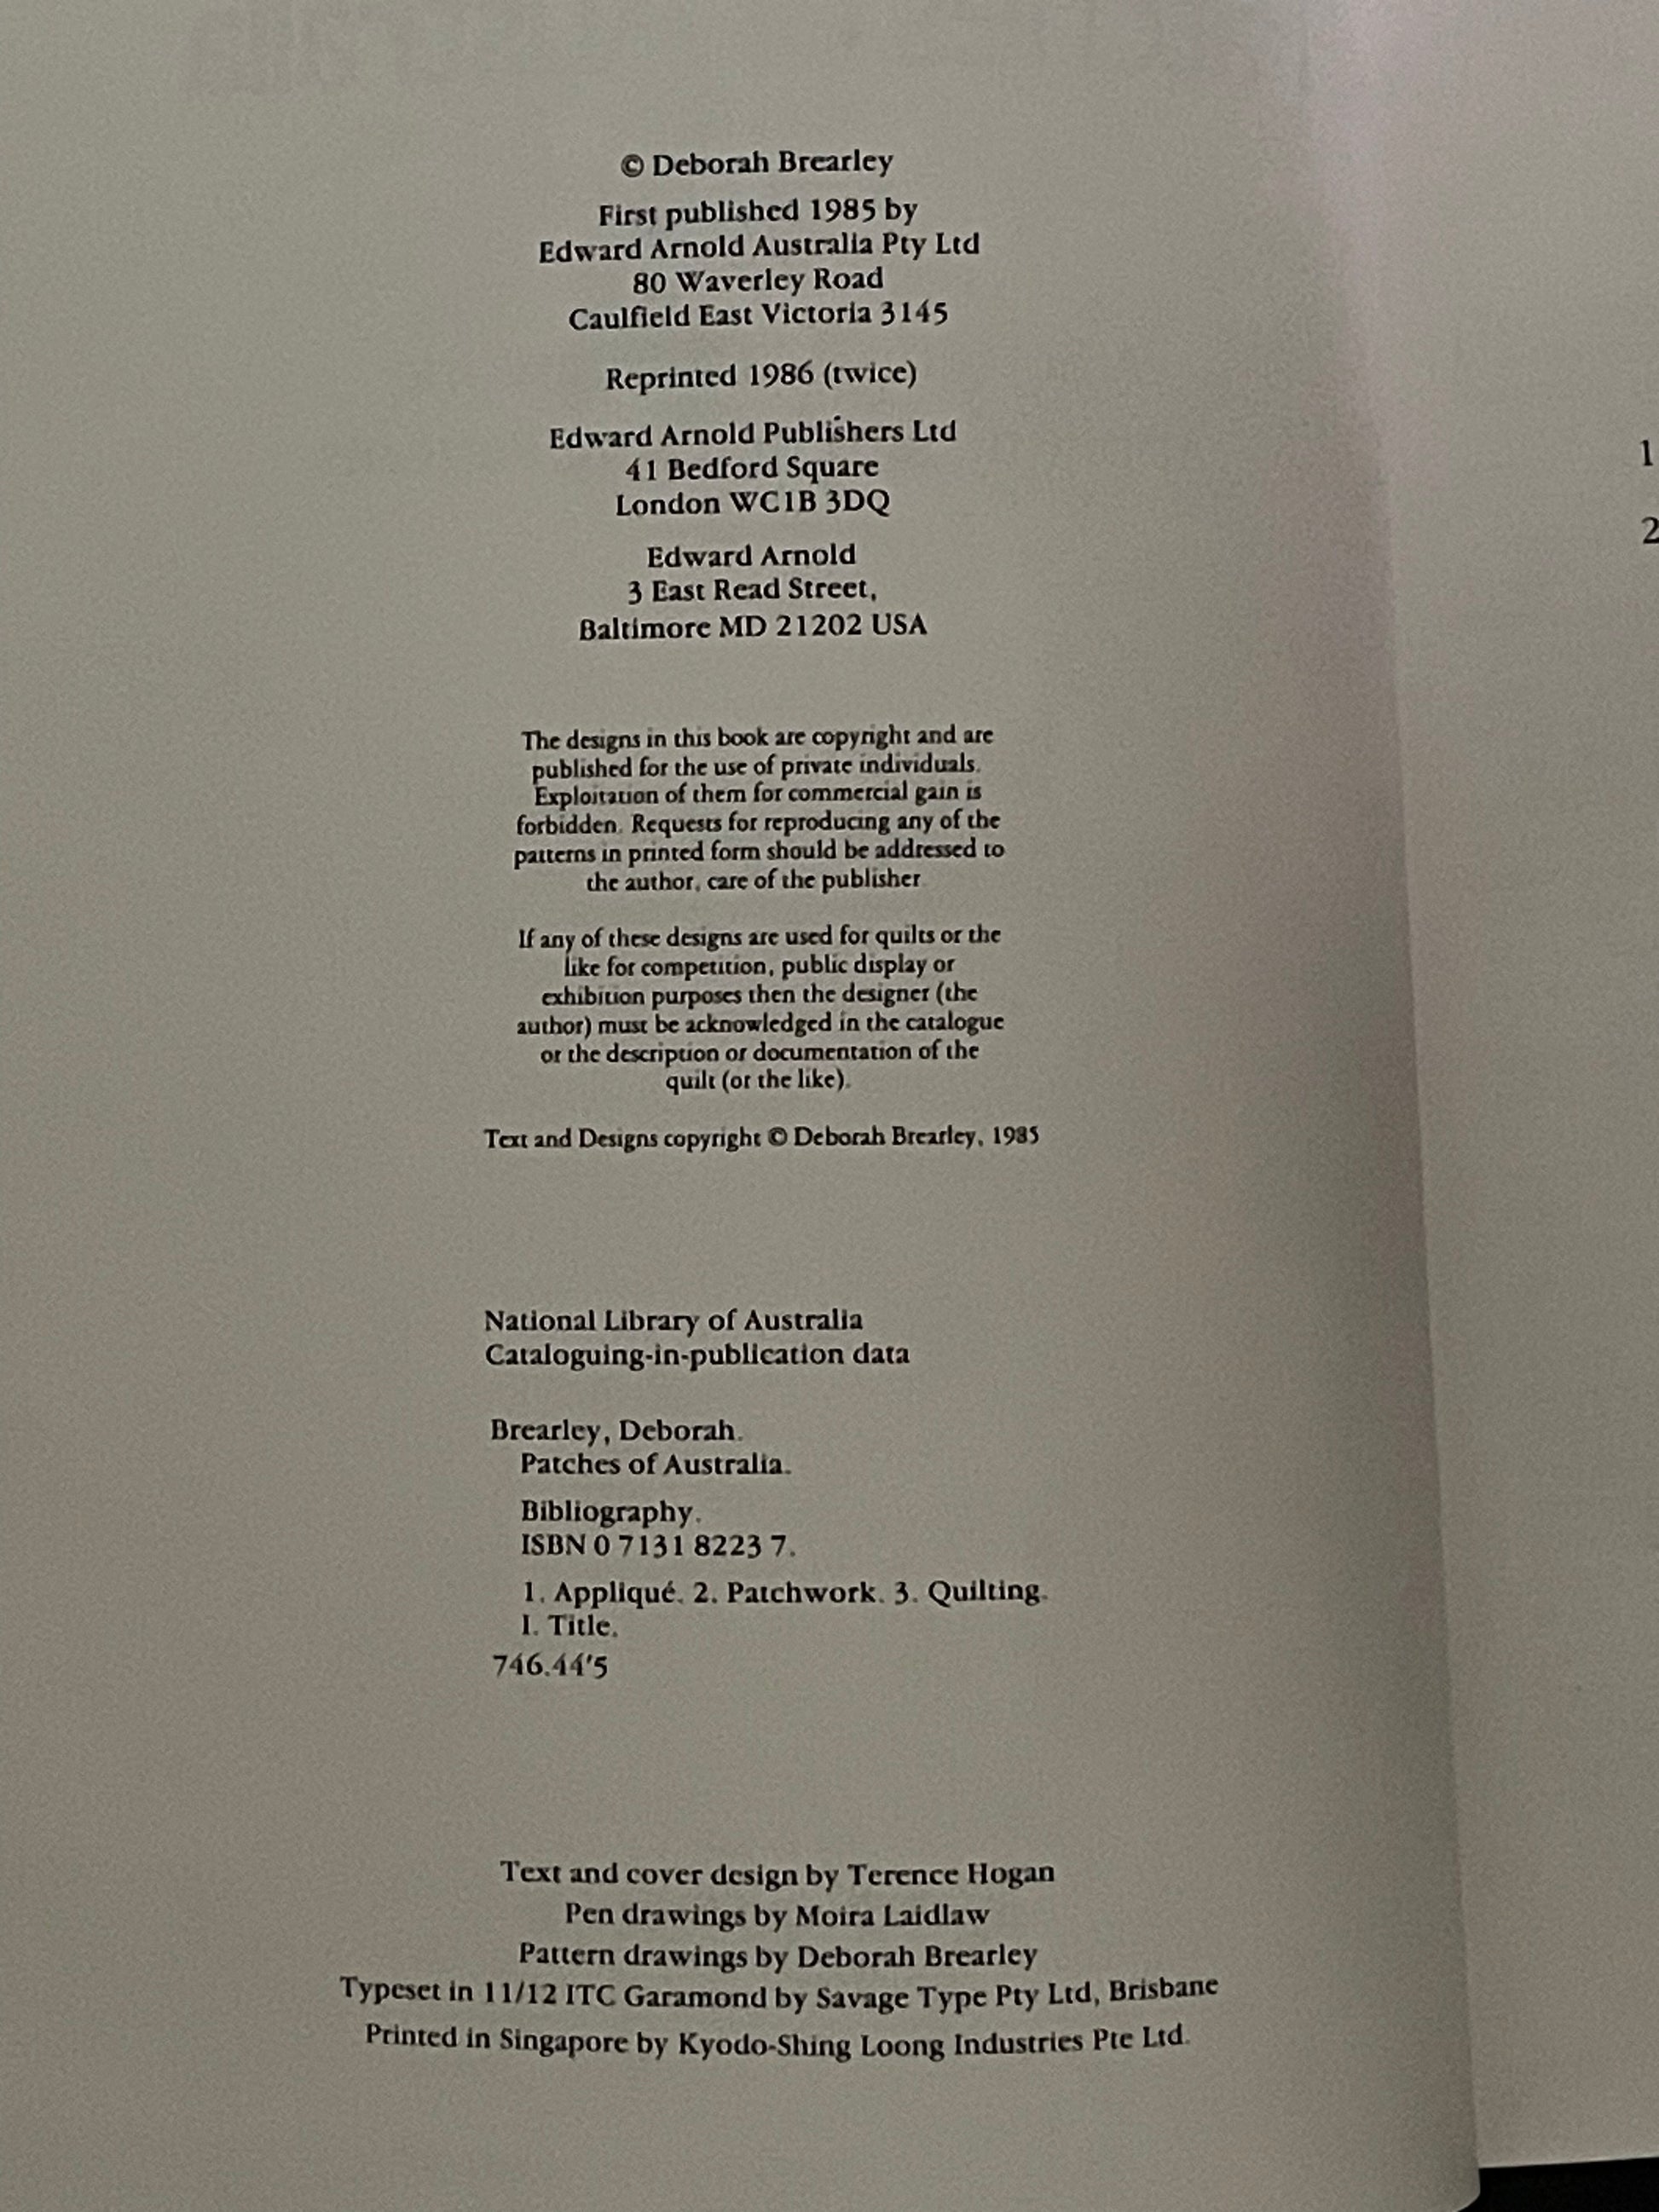 © Deborah Brearley
First published 1985 by
Edward Arnold Australia Pty Ltd
80 Waverley Road
Caulfield East Victoria 3145
Reprinted 1986 (twice)
Edward Arnold Publishers Ltd
41 Bedford Square
London WC1B 3DQ
Edward Arnold
3 East Read Street,
Baltimore MD 21202 USA
The designs in this book are copyright and are
published for the use of private individuals.
Exploitation of them for commercial gain is
forbidden. Requests for reproducing any of the
patterns in printed form should be addressed to
the author, care of the publisher
If any of these designs are used for quilts or the
like for competition, public display or
exhibition purposes then the designer (the
author) must be acknowledged in the catalogue
or the description or documentation of the
quilt (or the like).
Text and Designs copyright © Deborah Brearley, 1985
National Library of Australia
Cataloguing-in-publication data
Brearley, Deborah.
Patches of Australia.
Bibliography.
ISBN 0 7131 8223 7.
1. Appliqué. 2. Patchwork. 3. Quilting.
I. Title.
746.44'5
Text and cover design by Terence Hogan
Pen drawings by Moira Laidlaw
Pattern drawings by Deborah Brearley
Typeset in 11/12 ITC Garamond by Savage Type Pty Ltd, Brisbane
Printed in Singapore by Kyodo-Shing Loong Industries Pte Ltd.
1
2